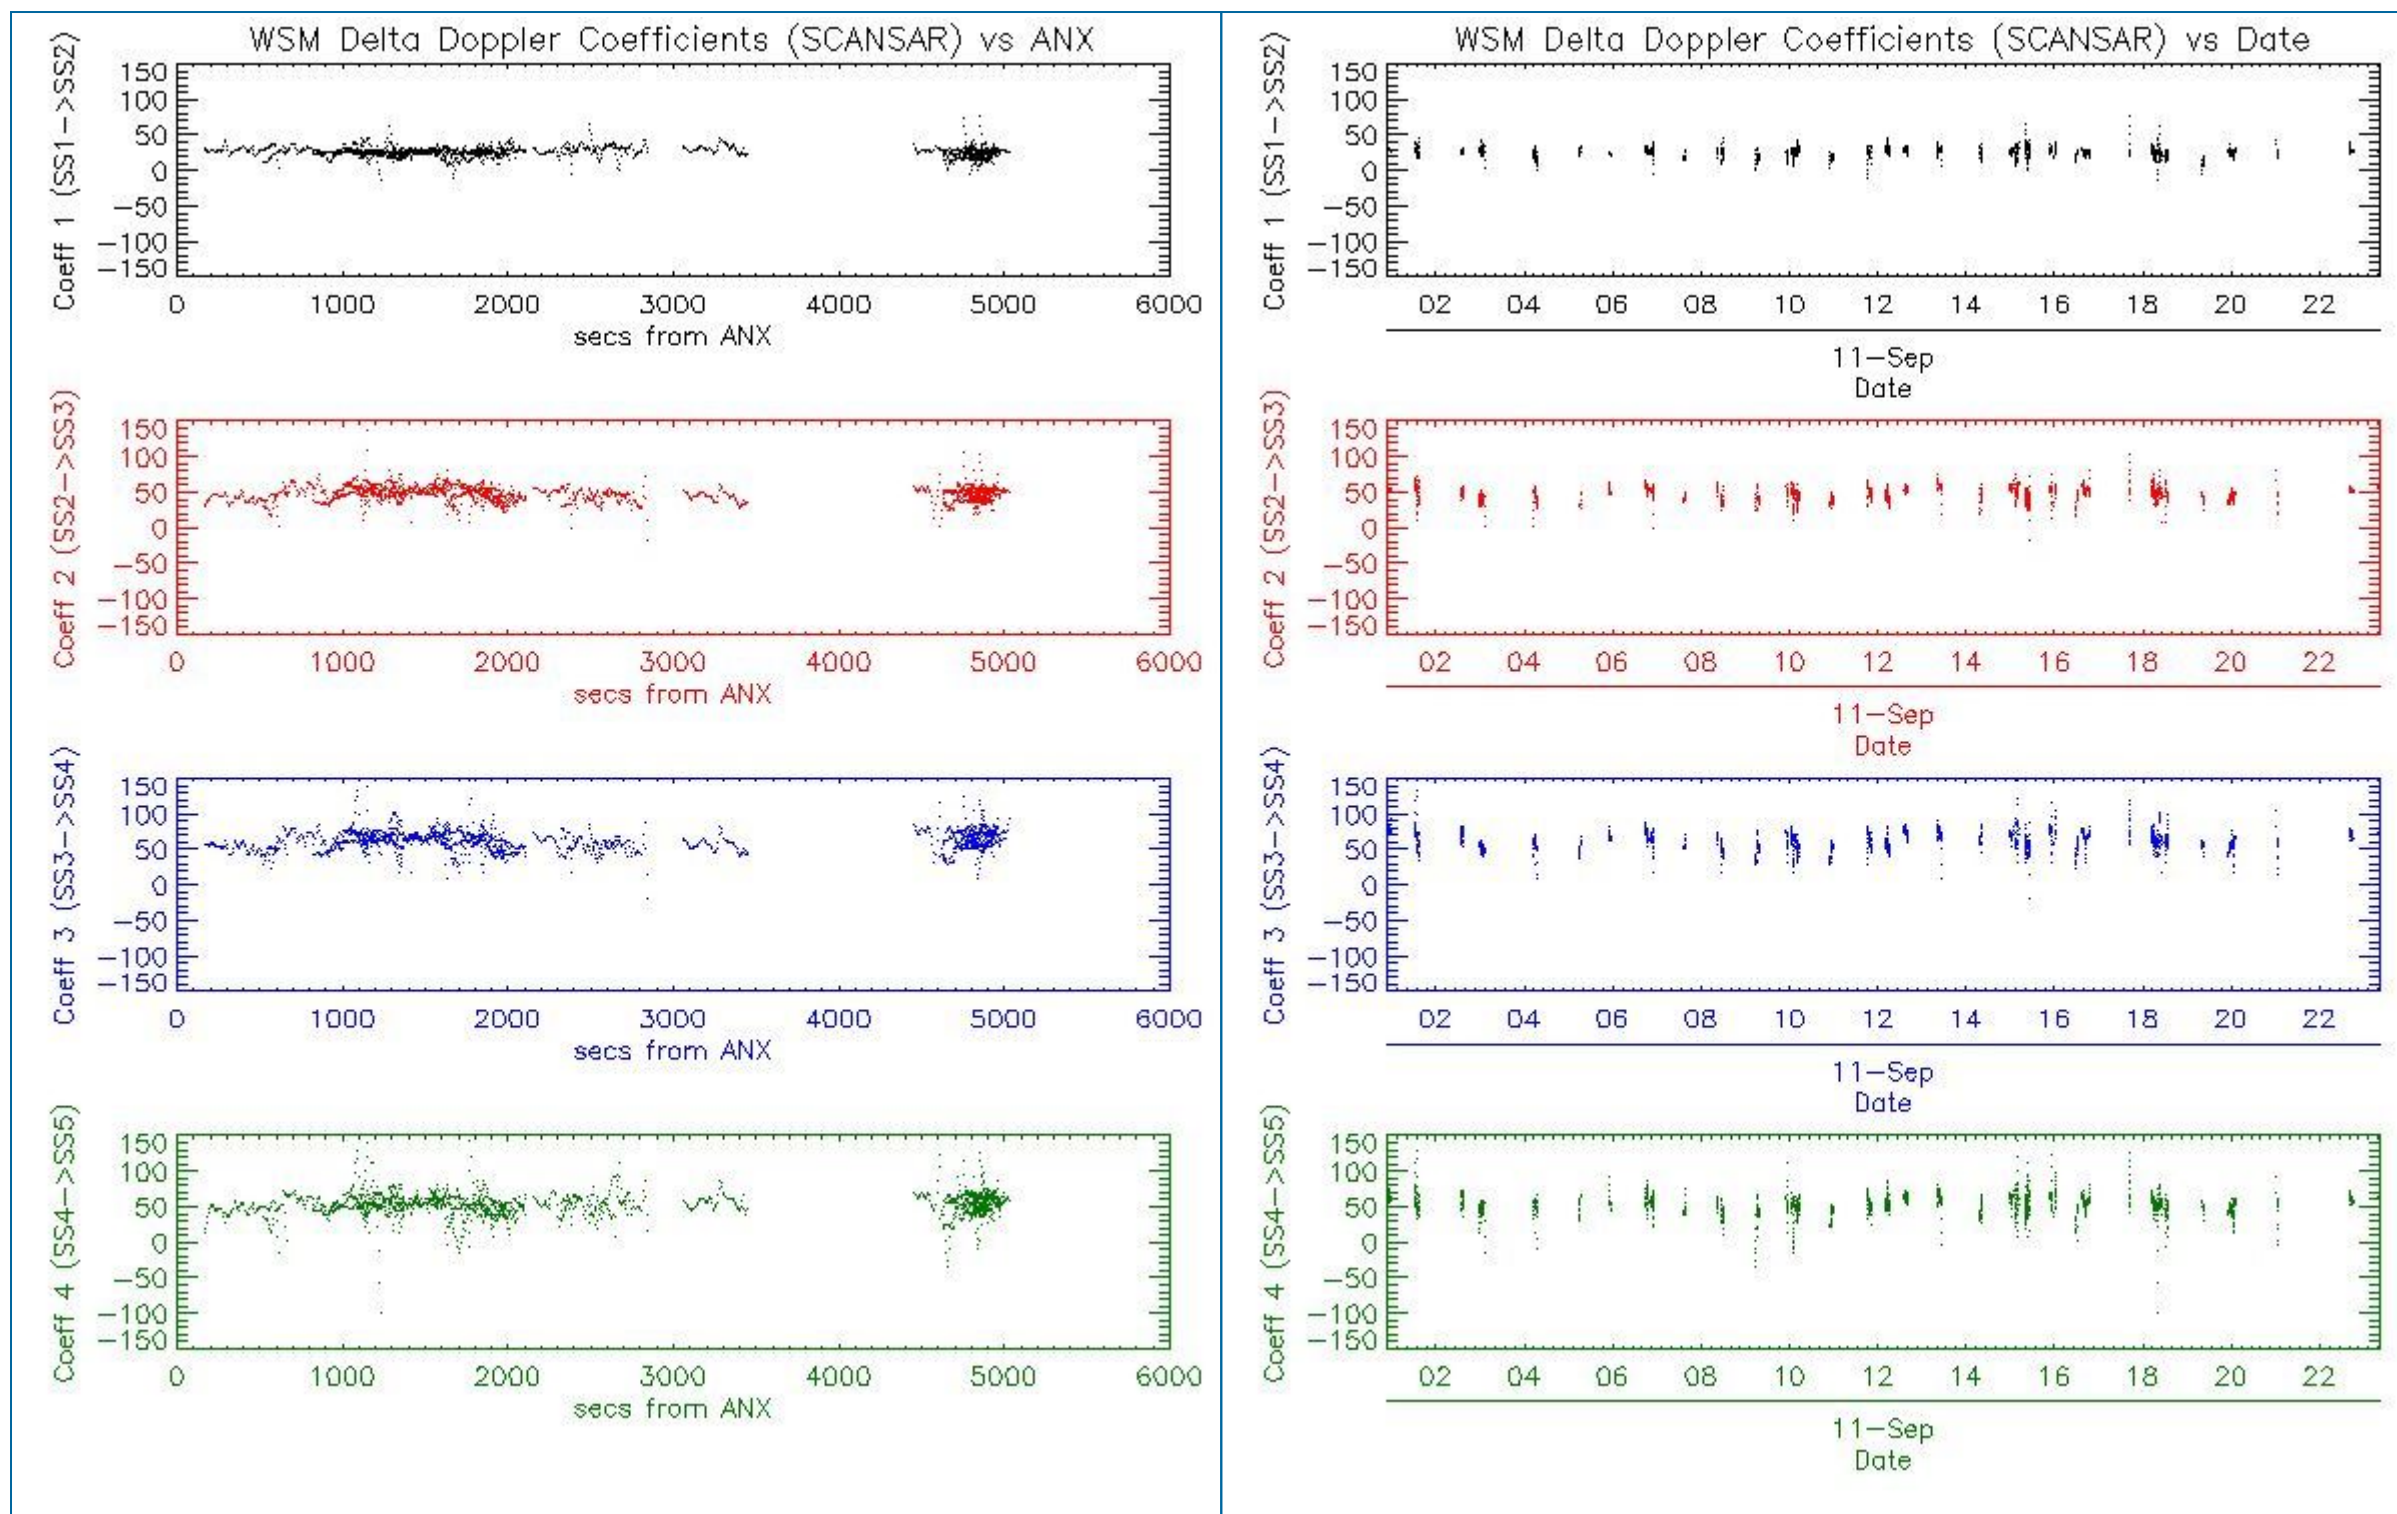 WSM Delta Doppler Coefficients (SCANSAR) vs ANX
Coeff 1 (SS1->SS2)
150
100
50
0
-50
-100
-150
0 1000 2000 3000 4000 5000 6000
secs from ANX
Coeff 2 (SS2->SS3)
150
100
50
0
-50
-100
-150
0 1000 2000 3000 4000 5000 6000
secs from ANX
Coeff 3 (SS3->SS4)
150
100
50
0
-50
-100
-150
0 1000 2000 3000 4000 5000 6000
secs from ANX
Coeff 4 (SS4->SS5)
150
100
50
0
-50
-100
-150
0 1000 2000 3000 4000 5000 6000
secs from ANX
WSM Delta Doppler Coefficients (SCANSAR) vs Date
Coeff 1 (SS1->SS2)
150
100
50
0
-50
-100
-150
02 04 06 08 10 12 14 16 18 20 22
11-Sep
Date
Coeff 2 (SS2->SS3)
150
100
50
0
-50
-100
-150
02 04 06 08 10 12 14 16 18 20 22
11-Sep
Date
Coeff 3 (SS3->SS4)
150
100
50
0
-50
-100
-150
02 04 06 08 10 12 14 16 18 20 22
11-Sep
Date
Coeff 4 (SS4->SS5)
150
100
50
0
-50
-100
-150
02 04 06 08 10 12 14 16 18 20 22
11-Sep
Date